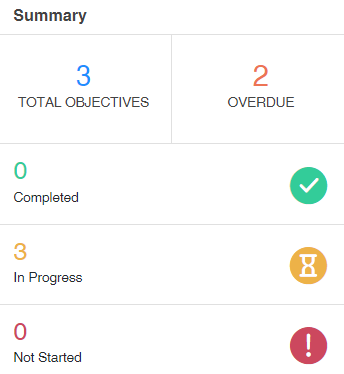 Summary
3
TOTAL OBJECTIVES
2
OVERDUE
0
Completed
3
In Progress
0
Not Started